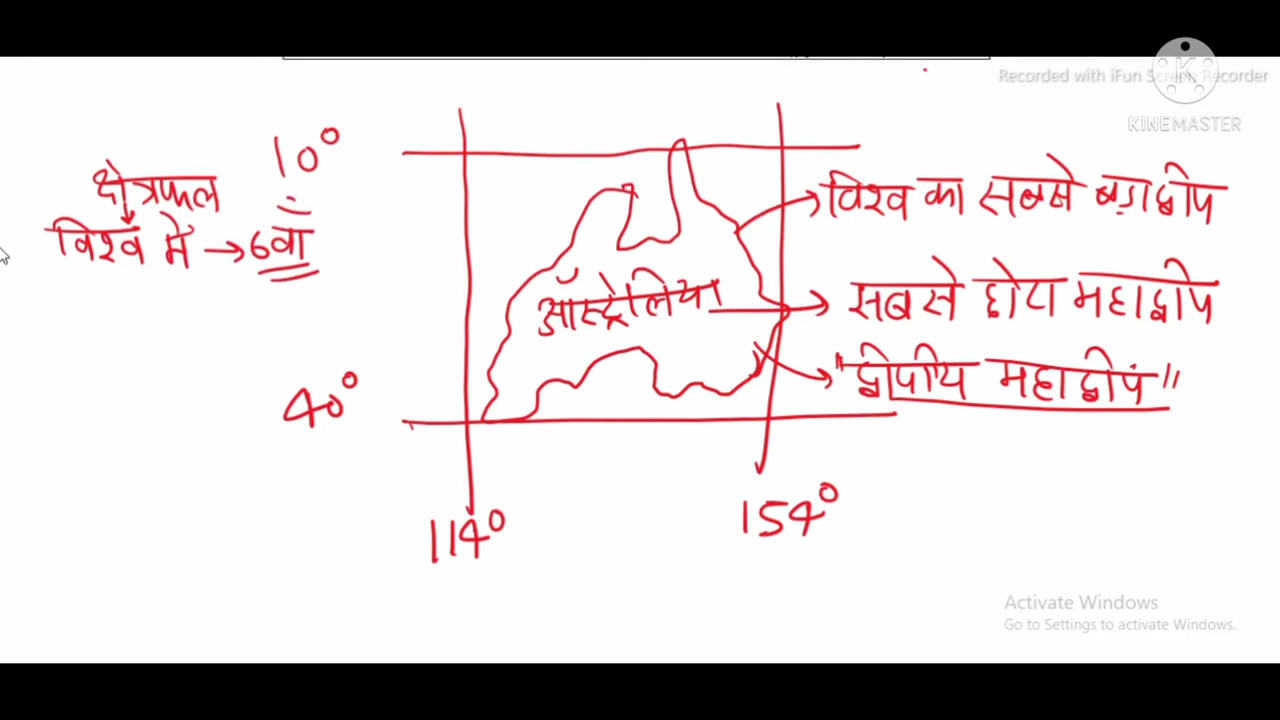 Recorded with iFun Screen Recorder
KINEMASTER
10°
क्षेत्रफल
विश्व में → 6वा
विश्व का सबसे बड़ा द्वीप
ऑस्ट्रेलिया
सबसे छोटा महाद्वीप
"द्वीपीय महाद्वीप"
40°
114°
154°
Activate Windows
Go to Settings to activate Windows.